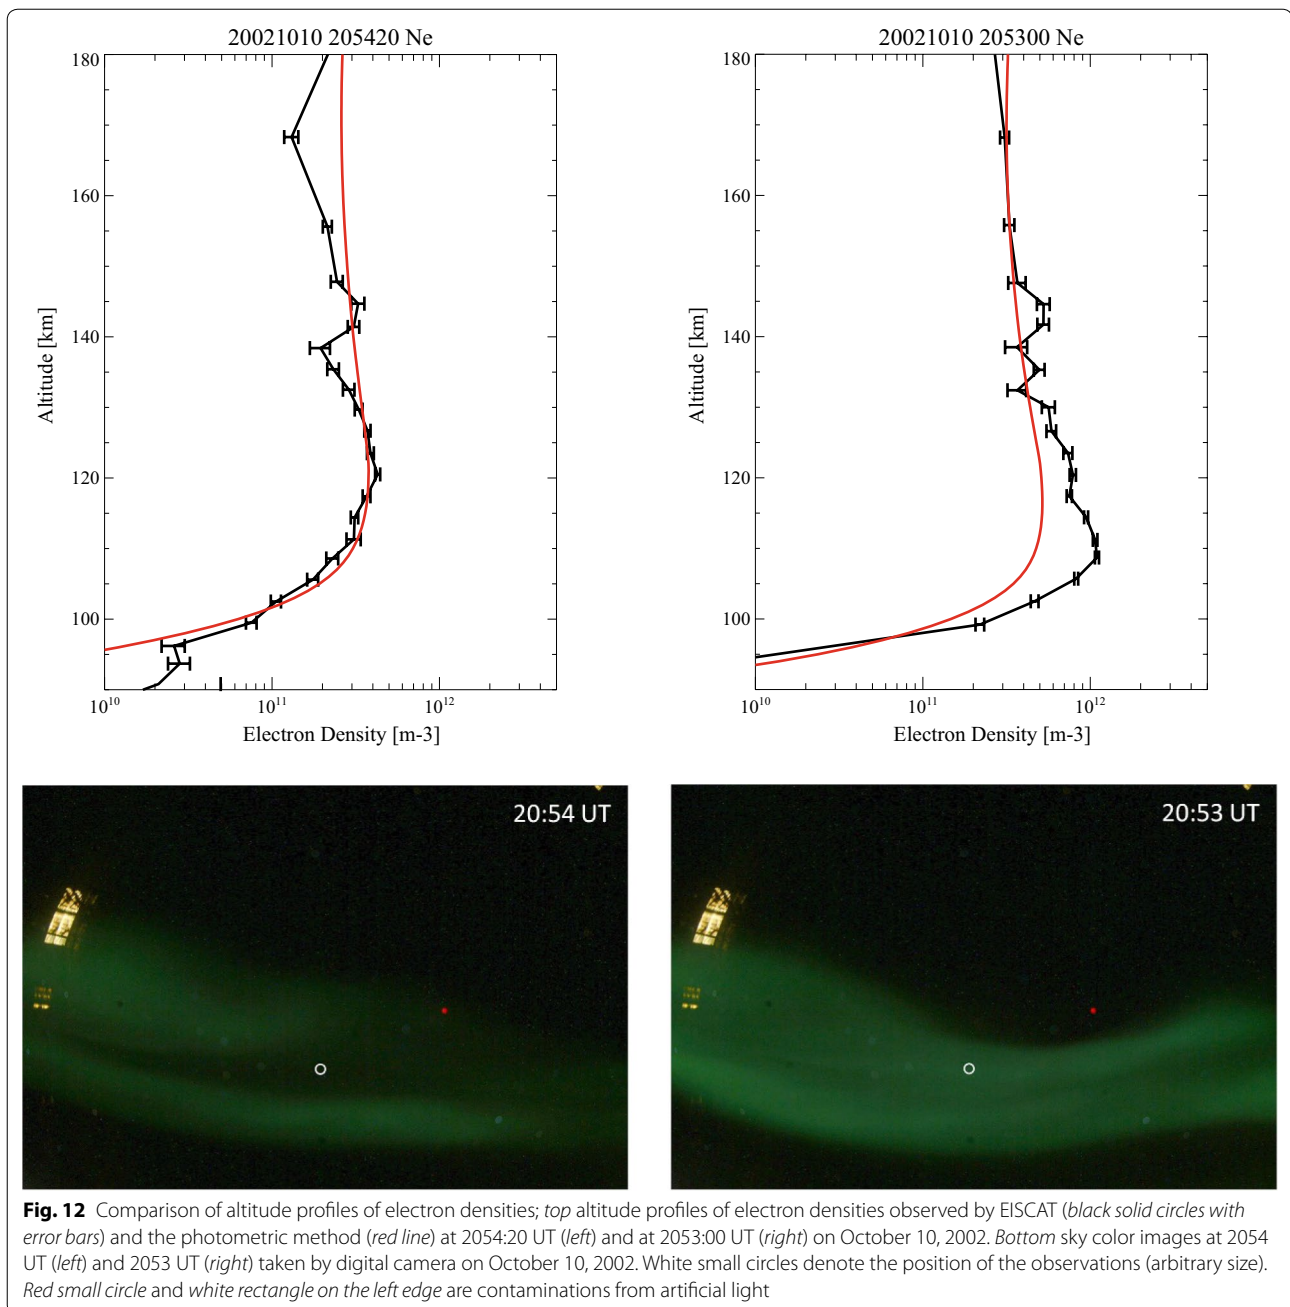 20021010 205420 Ne
180
160
140
120
100
Altitude [km]
10¹⁰ 10¹¹ 10¹²
Electron Density [m-3]
20021010 205300 Ne
180
160
140
120
100
Altitude [km]
10¹⁰ 10¹¹ 10¹²
Electron Density [m-3]
20:54 UT
20:53 UT
Fig. 12 Comparison of altitude profiles of electron densities; top altitude profiles of electron densities observed by EISCAT (black solid circles with
error bars) and the photometric method (red line) at 2054:20 UT (left) and at 2053:00 UT (right) on October 10, 2002. Bottom sky color images at 2054
UT (left) and 2053 UT (right) taken by digital camera on October 10, 2002. White small circles denote the position of the observations (arbitrary size).
Red small circle and white rectangle on the left edge are contaminations from artificial light